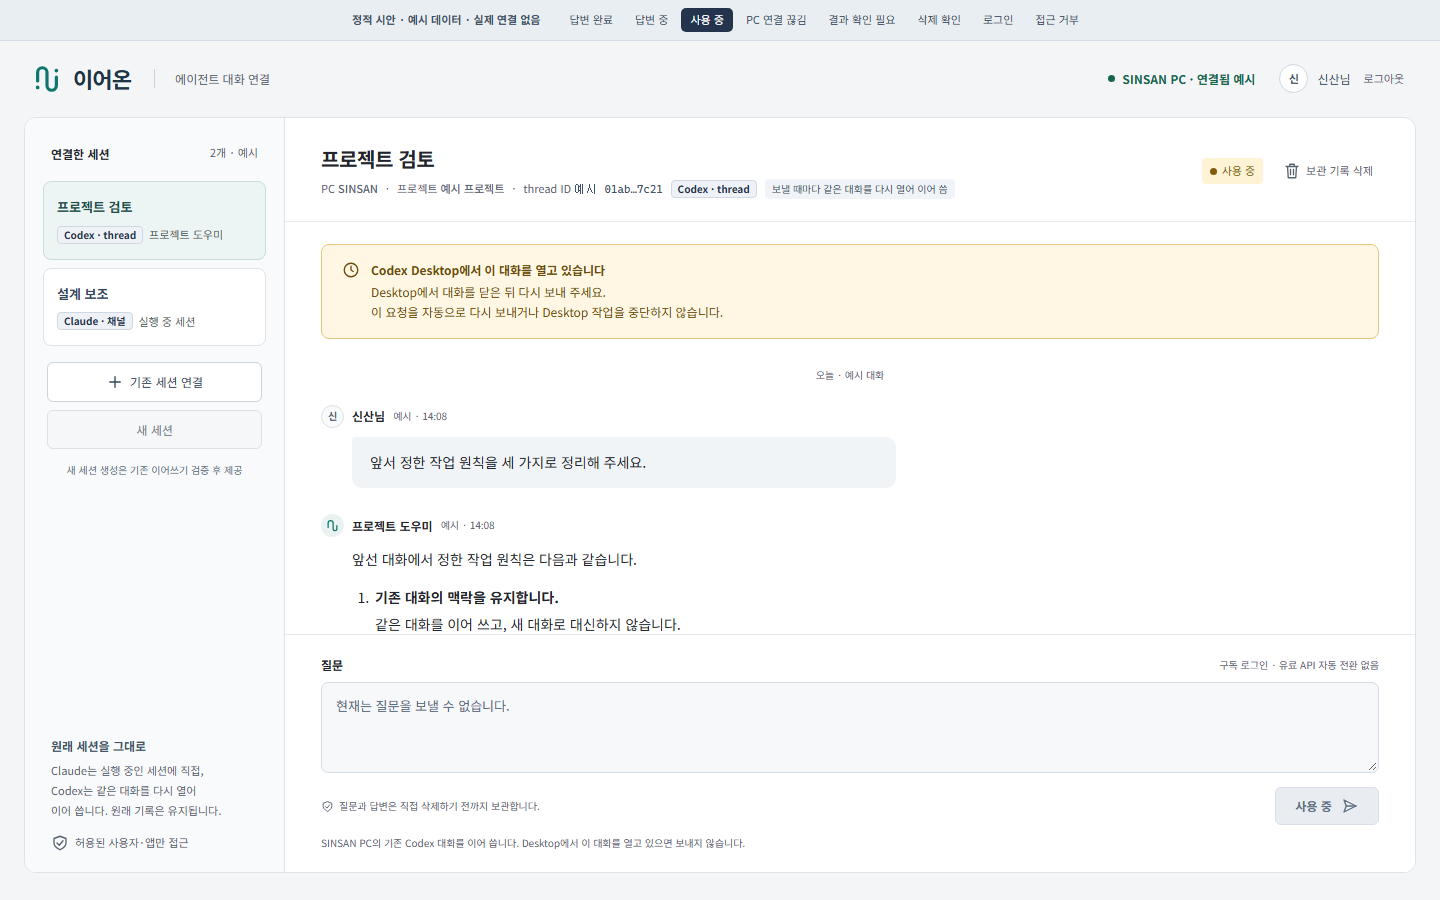 정적 시안 · 예시 데이터 · 실제 연결 없음 답변 완료 답변 중 사용 중 PC 연결 끊김 결과 확인 필요 삭제 확인 로그인 접근 거부
이어온 에이전트 대화 연결
SINSAN PC · 연결됨 예시 신 신산님 로그아웃
연결한 세션 2개 · 예시
프로젝트 검토
Codex · thread 프로젝트 도우미
설계 보조
Claude · 채널 실행 중 세션
기존 세션 연결
새 세션
새 세션 생성은 기존 이어쓰기 검증 후 제공
원래 세션을 그대로
Claude는 실행 중인 세션에 직접,
Codex는 같은 대화를 다시 열어
이어 씁니다. 원래 기록은 유지됩니다.
허용된 사용자·앱만 접근
프로젝트 검토
PC SINSAN · 프로젝트 예시 프로젝트 · thread ID 예시 01ab…7c21 Codex · thread 보낼 때마다 같은 대화를 다시 열어 이어 씀
사용 중 보관 기록 삭제
Codex Desktop에서 이 대화를 열고 있습니다
Desktop에서 대화를 닫은 뒤 다시 보내 주세요.
이 요청을 자동으로 다시 보내거나 Desktop 작업을 중단하지 않습니다.
오늘 · 예시 대화
신 신산님 예시 · 14:08
앞서 정한 작업 원칙을 세 가지로 정리해 주세요.
프로젝트 도우미 예시 · 14:08
앞선 대화에서 정한 작업 원칙은 다음과 같습니다.
1. 기존 대화의 맥락을 유지합니다.
같은 대화를 이어 쓰고, 새 대화로 대신하지 않습니다.
질문 구독 로그인 · 유료 API 자동 전환 없음
현재는 질문을 보낼 수 없습니다.
질문과 답변은 직접 삭제하기 전까지 보관합니다.
사용 중
SINSAN PC의 기존 Codex 대화를 이어 씁니다. Desktop에서 이 대화를 열고 있으면 보내지 않습니다.